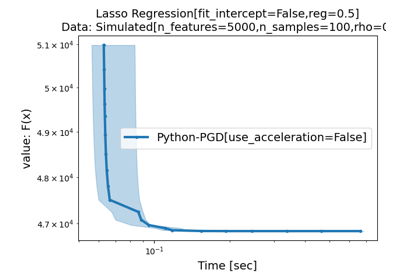 Lasso Regression[fit_intercept=False,reg=0.5]
Data: Simulated[n_features=5000,n_samples=100,rho=0
5.1 × 10⁴
5 × 10⁴
4.9 × 10⁴
4.8 × 10⁴
4.7 × 10⁴
value: F(x)
Python-PGD[use_acceleration=False]
10⁻¹
Time [sec]